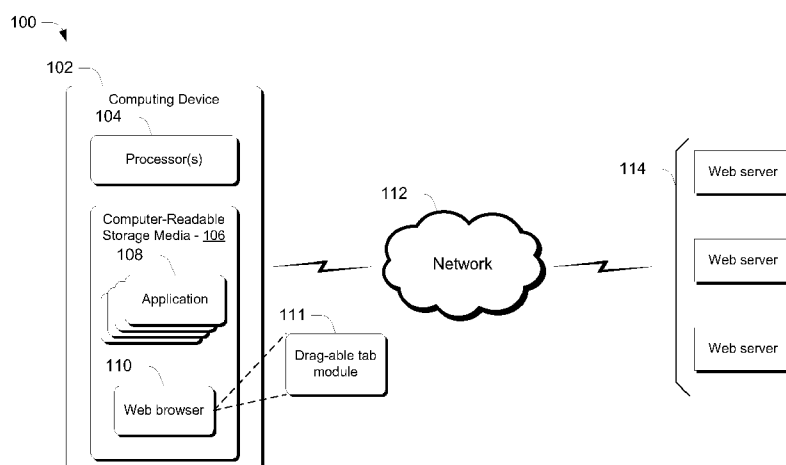 100
102
Computing Device
104
Processor(s)
Computer-Readable
Storage Media - 106
108
Application
110
Web browser
111
Drag-able tab
module
112
Network
114
Web server
Web server
Web server